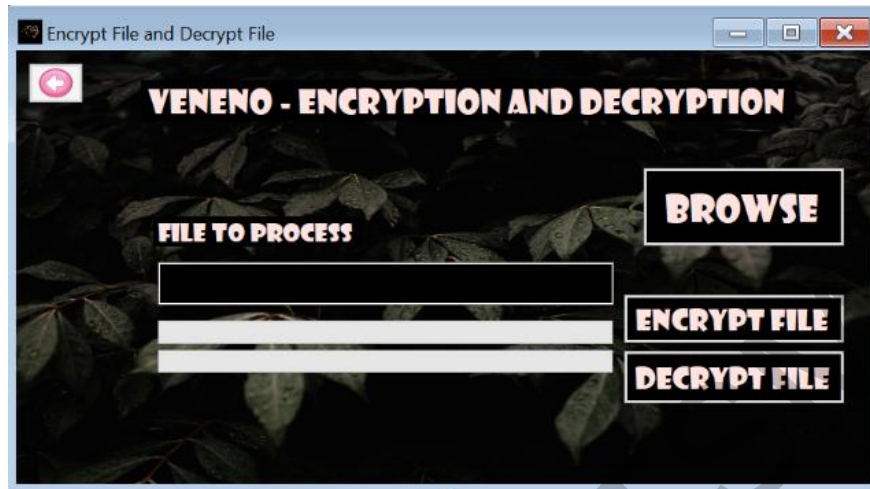 Encrypt File and Decrypt File
VENENO - ENCRYPTION AND DECRYPTION
BROWSE
FILE TO PROCESS
ENCRYPT FILE
DECRYPT FILE